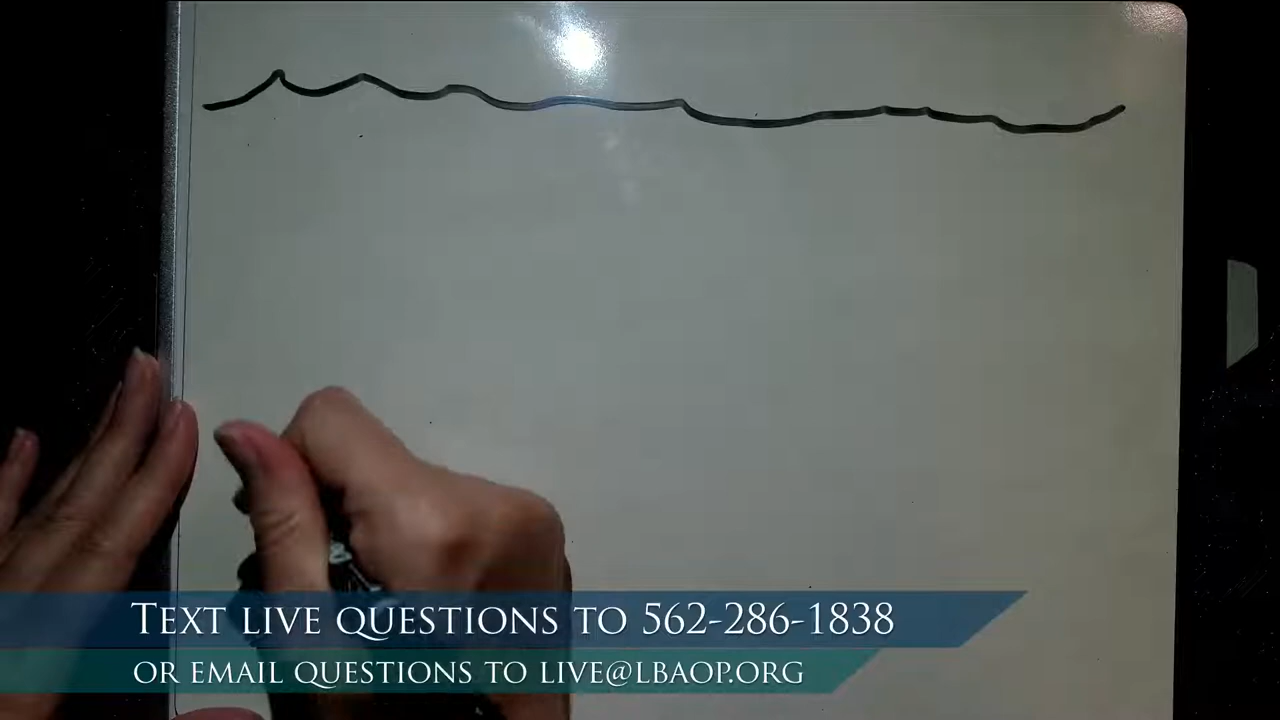 Text live questions to 562-286-1838
or email questions to live@lbaop.org